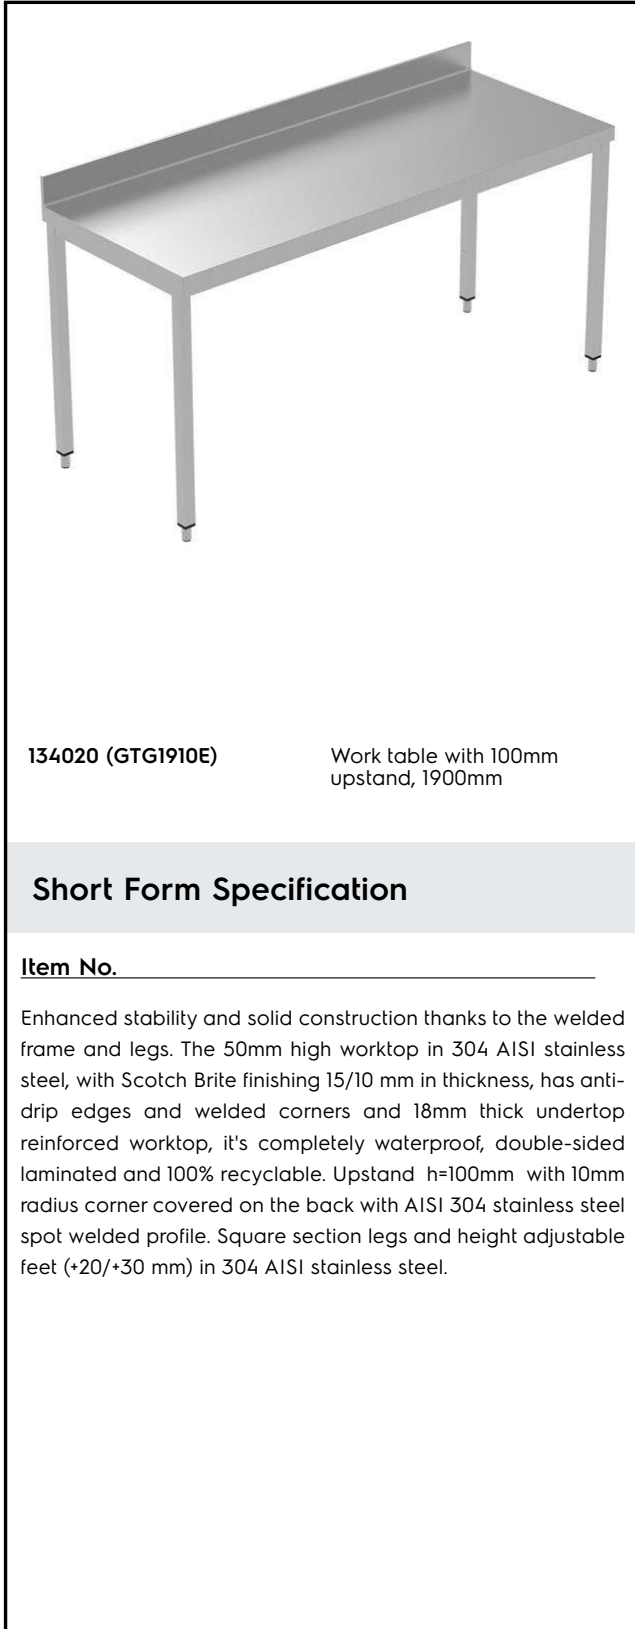 134020 (GTG1910E)
Work table with 100mm
upstand, 1900mm
Short Form Specification
Item No.
Enhanced stability and solid construction thanks to the welded
frame and legs. The 50mm high worktop in 304 AISI stainless
steel, with Scotch Brite finishing 15/10 mm in thickness, has anti-
drip edges and welded corners and 18mm thick undertop
reinforced worktop, it's completely waterproof, double-sided
laminated and 100% recyclable. Upstand h=100mm with 10mm
radius corner covered on the back with AISI 304 stainless steel
spot welded profile. Square section legs and height adjustable
feet (+20/+30 mm) in 304 AISI stainless steel.